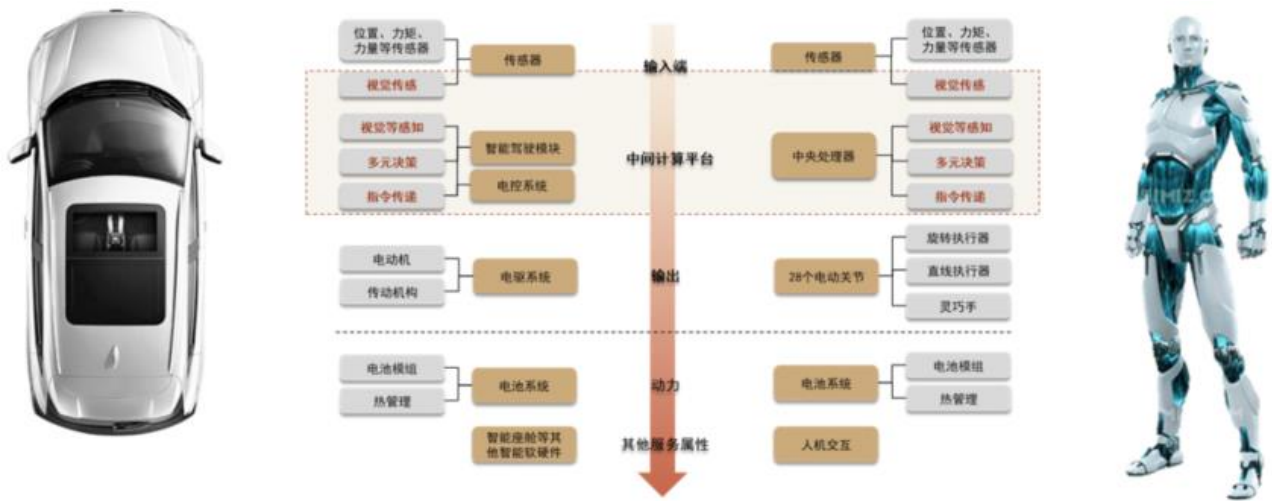 位置、力矩、
力量等传感器
传感器
视觉传感
视觉等感知
智能驾驶模块
多元决策
电控系统
指令传递
电动机
电驱系统
传动机构
电池模组
电池系统
热管理
智能座舱等其
他智能软硬件
输入端
中间计算平台
输出
动力
其他服务属性
位置、力矩、
力量等传感器
传感器
视觉传感
视觉等感知
中央处理器
多元决策
指令传递
旋转执行器
28个电动关节
直线执行器
灵巧手
电池模组
电池系统
热管理
人机交互